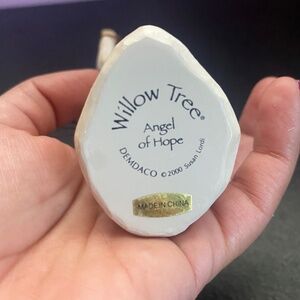 Willow Tree®
Angel
of Hope
DEMDACO © 2000 Susan Lordi
MADE IN CHINA